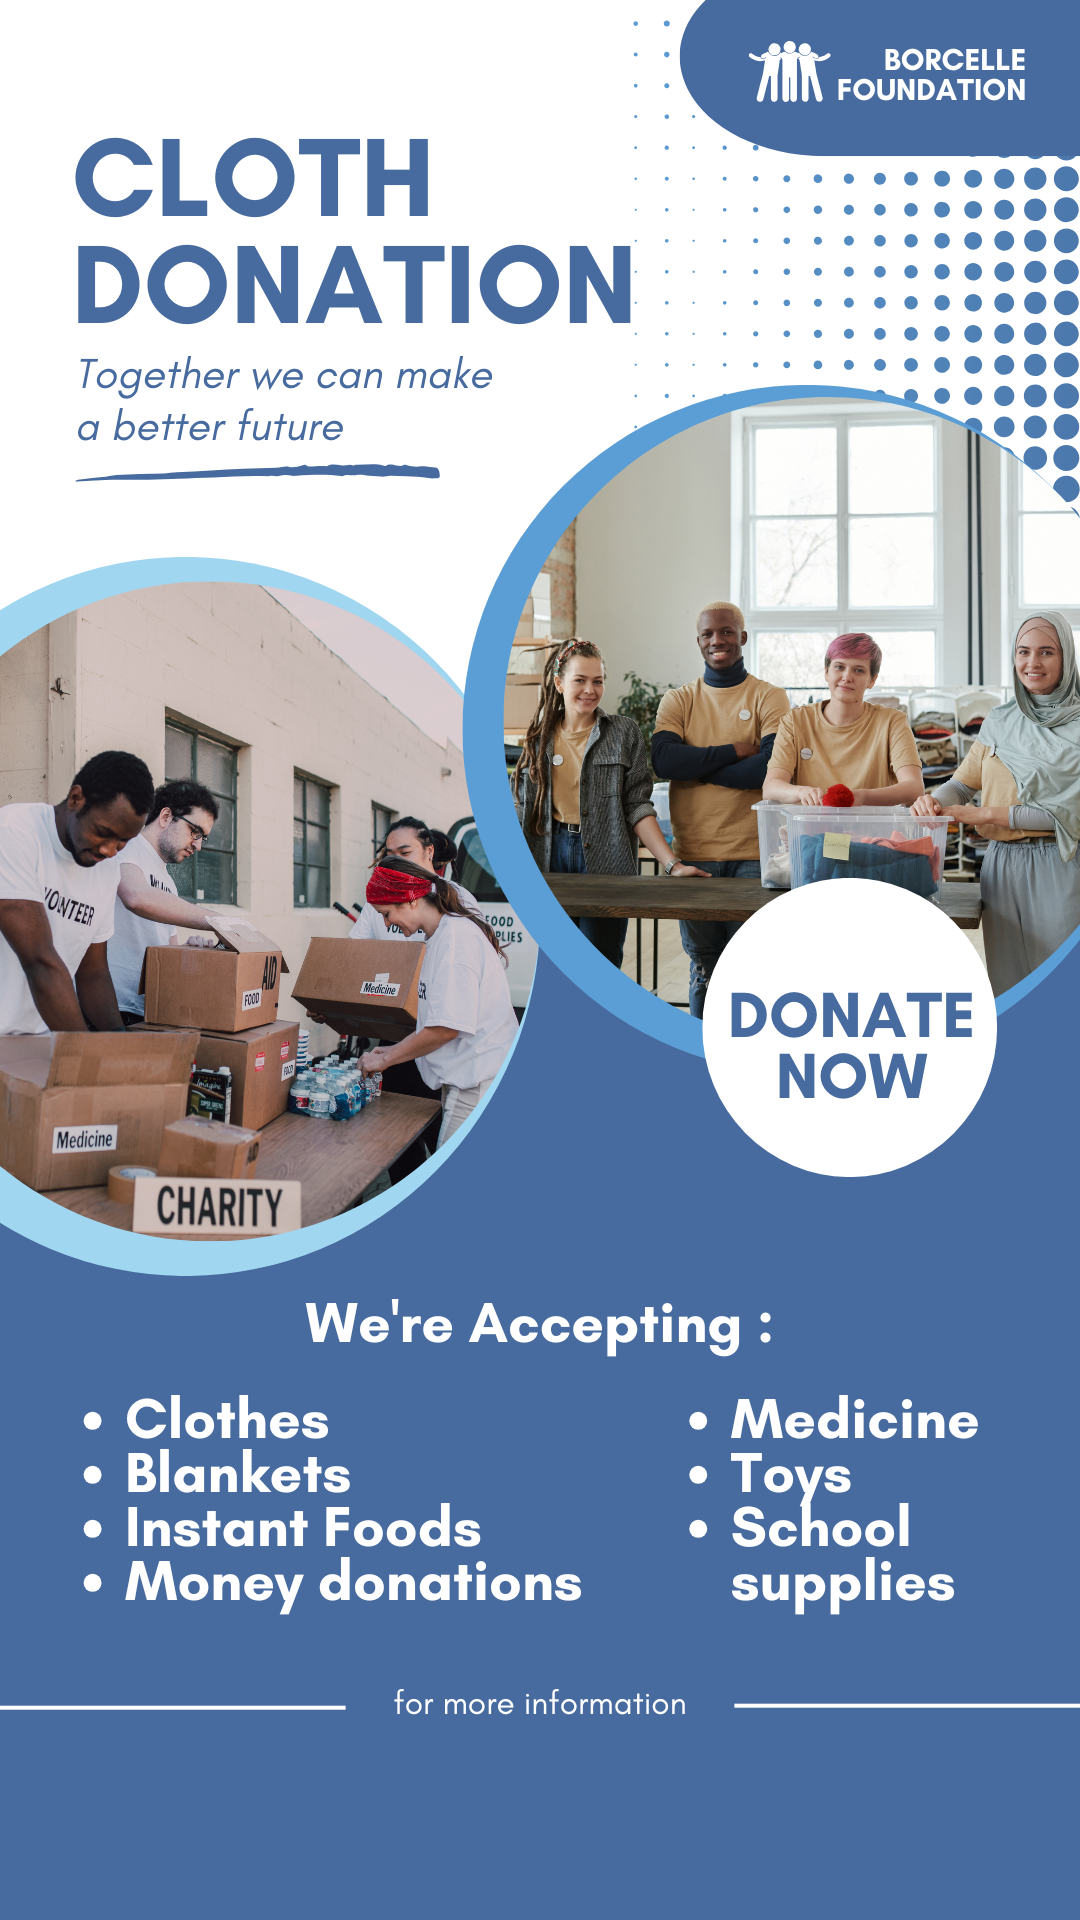 BORCELLE
FOUNDATION
CLOTH
DONATION
Together we can make
a better future
VOLUNTEER
FOOD
AID
Medicine
FOOD
Medicine
CHARITY
DONATE
NOW
We're Accepting :
• Clothes
• Blankets
• Instant Foods
• Money donations
• Medicine
• Toys
• School
supplies
for more information